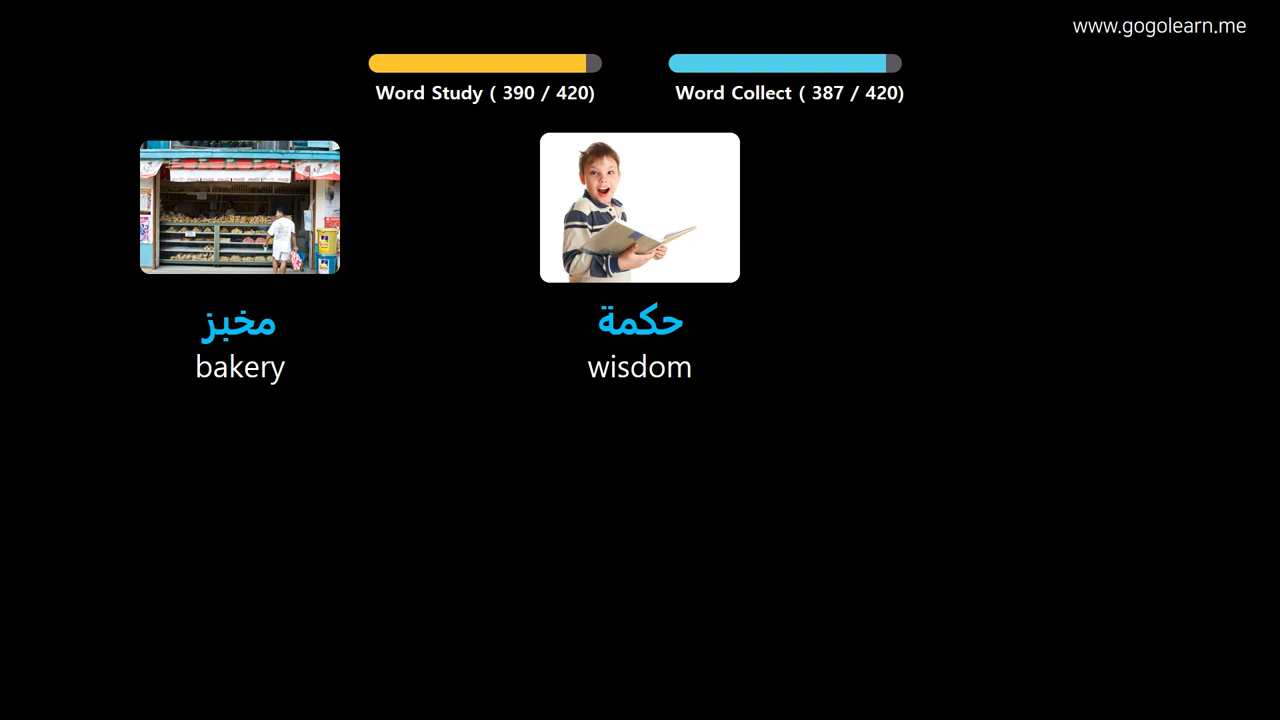 www.gogolearn.me
Word Study ( 390 / 420)
Word Collect ( 387 / 420)
مخبز
bakery
حكمة
wisdom